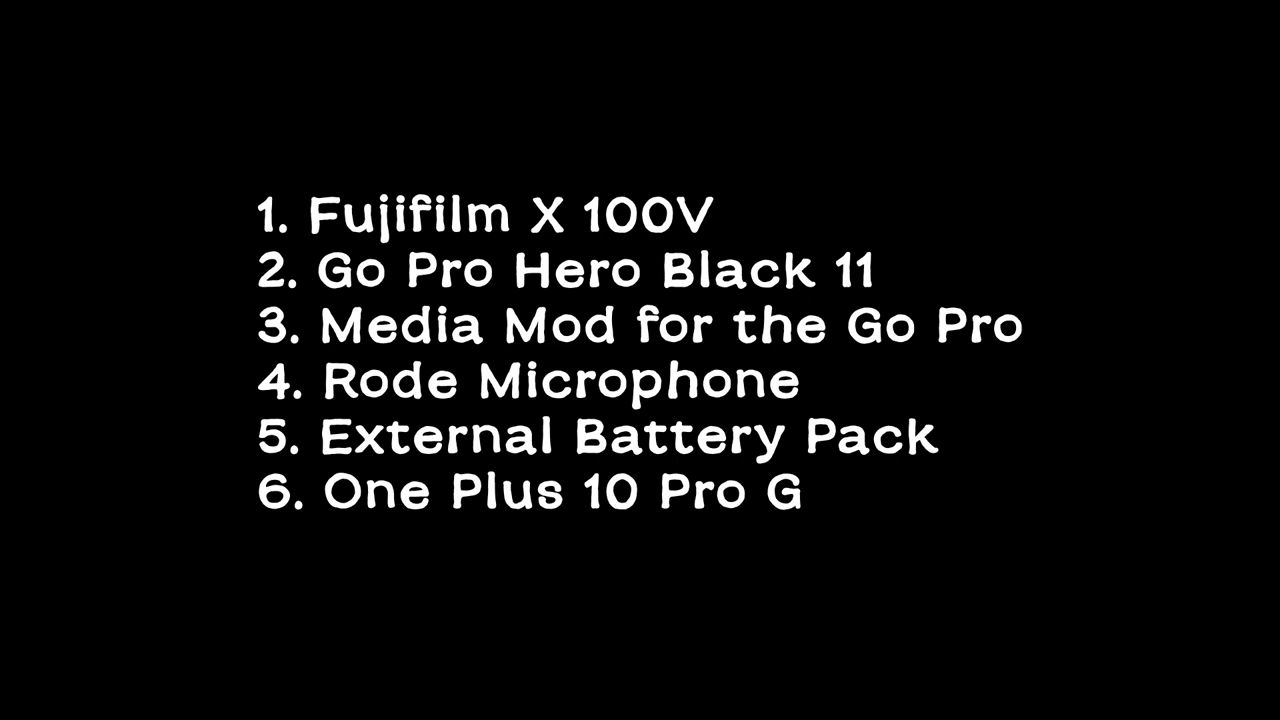 1. Fujifilm X 100V
2. Go Pro Hero Black 11
3. Media Mod for the Go Pro
4. Rode Microphone
5. External Battery Pack
6. One Plus 10 Pro G